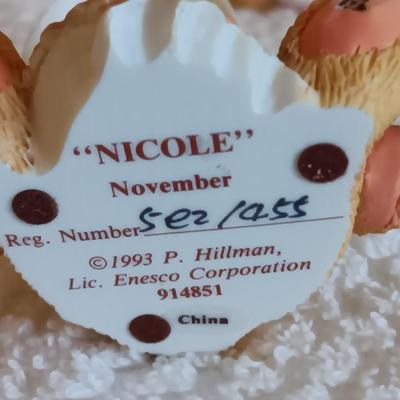 "NICOLE"
November
Reg. Number 5e2/455
©1993 P. Hillman,
Lic. Enesco Corporation
914851
China